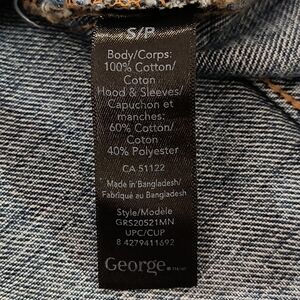 S/P
Body/Corps:
100% Cotton/
Coton
Hood & Sleeves/
Capuchon et
manches:
60% Cotton/
Coton
40% Polyester
CA 51122
Made in Bangladesh/
Fabriqué au Bangladesh
Style/Modèle
GRS20521MN
UPC/CUP
8 4279411692
George